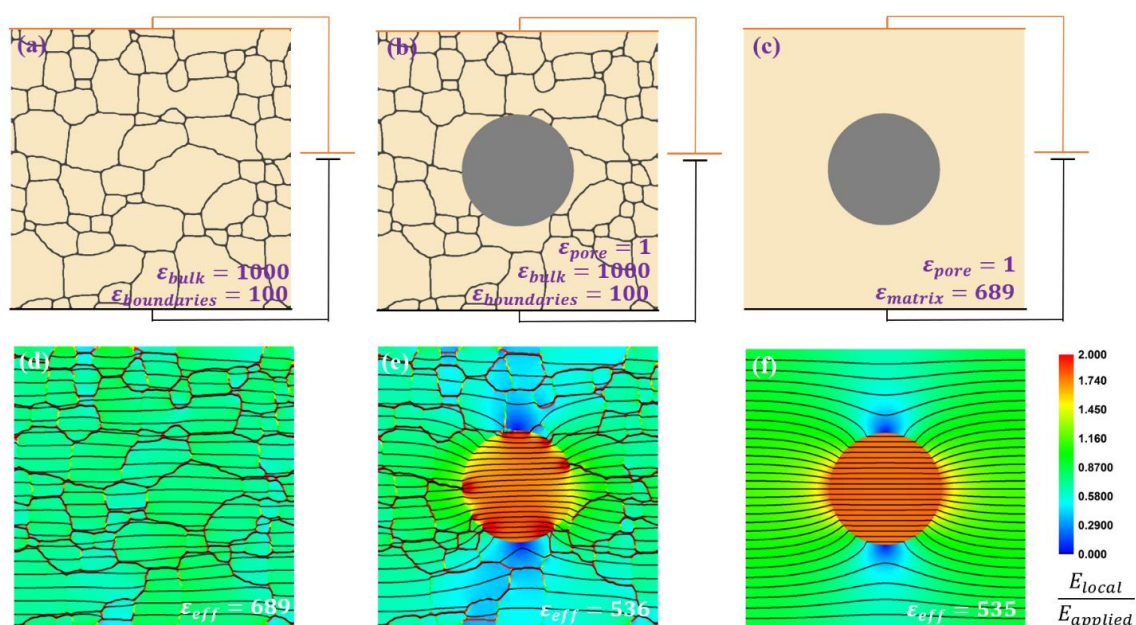 (a)
ε_bulk = 1000
ε_boundaries = 100
(b)
ε_pore = 1
ε_bulk = 1000
ε_boundaries = 100
(c)
ε_pore = 1
ε_matrix = 689
(d)
ε_eff = 689
(e)
ε_eff = 536
(f)
ε_eff = 535
2.000
1.740
1.450
1.160
0.8700
0.5800
0.2900
0.000
E_local
E_applied